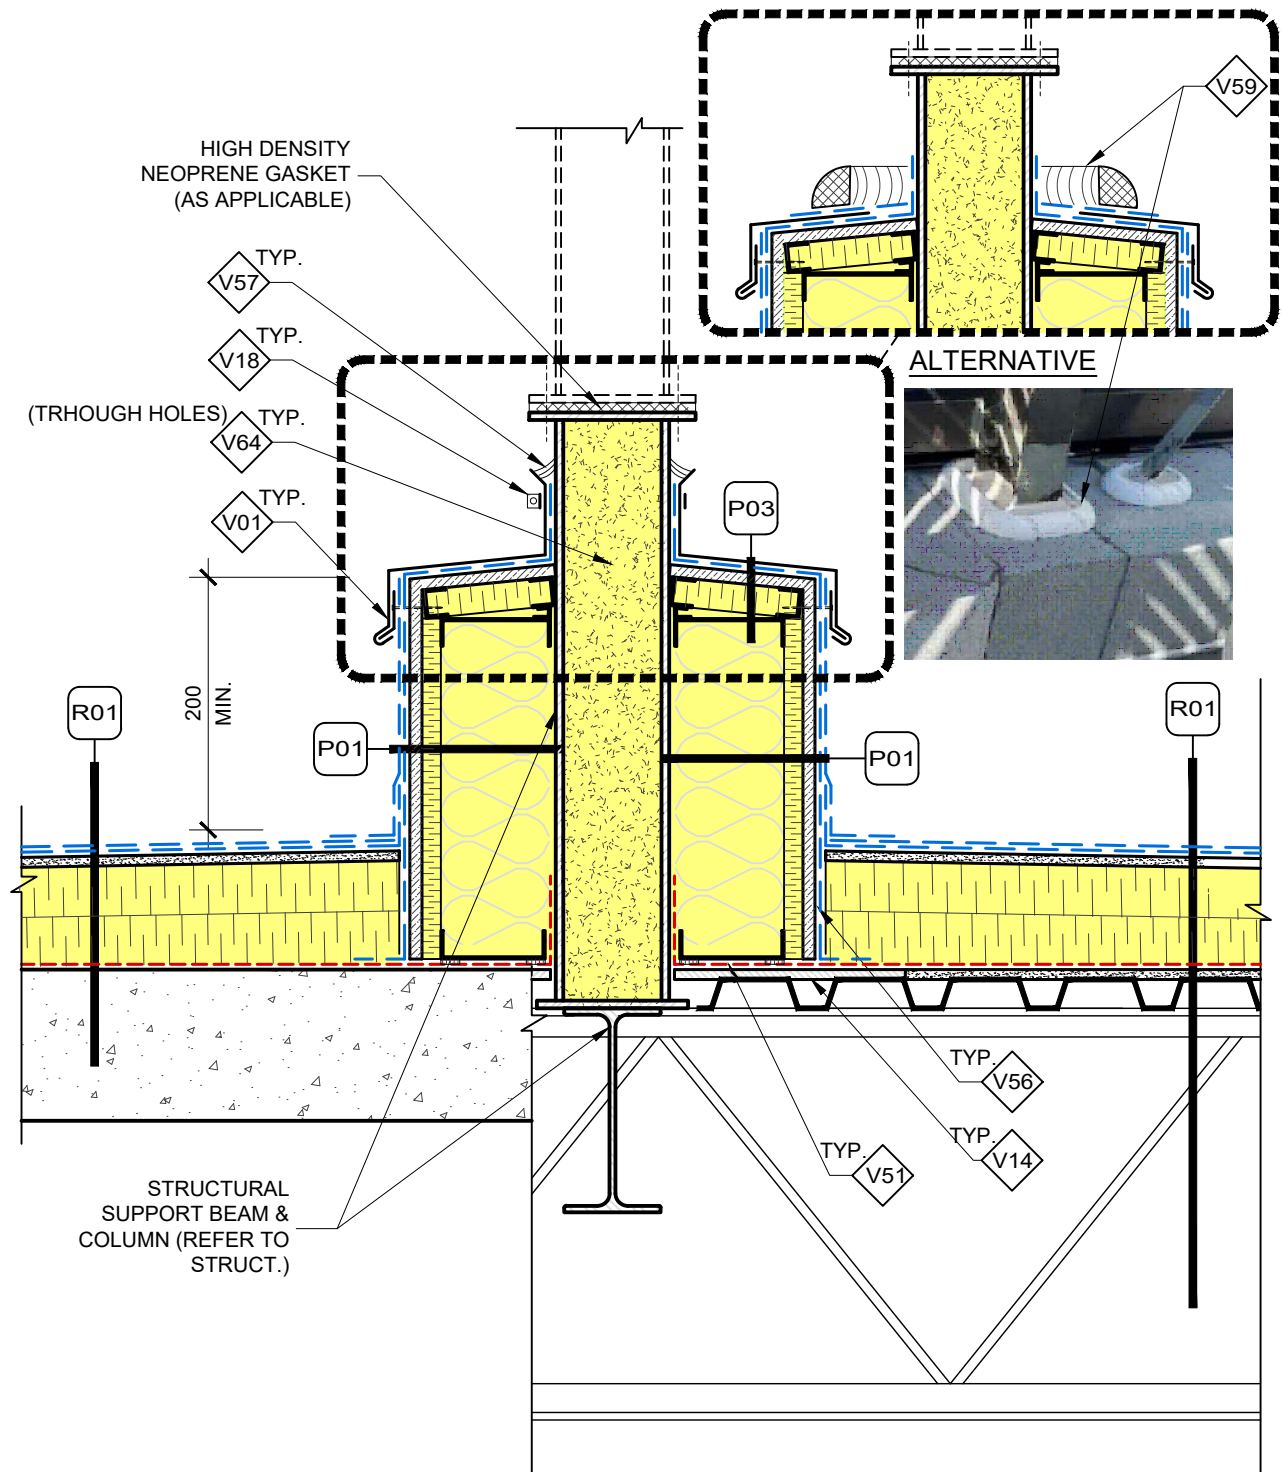 V59
HIGH DENSITY
NEOPRENE GASKET
(AS APPLICABLE)
TYP.
V57
TYP.
V18
ALTERNATIVE
(TRHOUGH HOLES)
TYP.
V64
TYP.
V01
P03
200
MIN.
R01
P01
P01
R01
TYP.
V56
TYP.
V14
TYP.
V51
STRUCTURAL
SUPPORT BEAM &
COLUMN (REFER TO
STRUCT.)